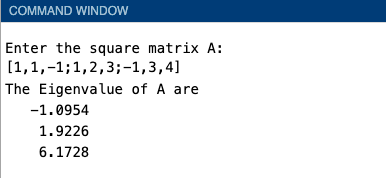 COMMAND WINDOW
Enter the square matrix A:
[1,1,-1;1,2,3;-1,3,4]
The Eigenvalue of A are
-1.0954
1.9226
6.1728